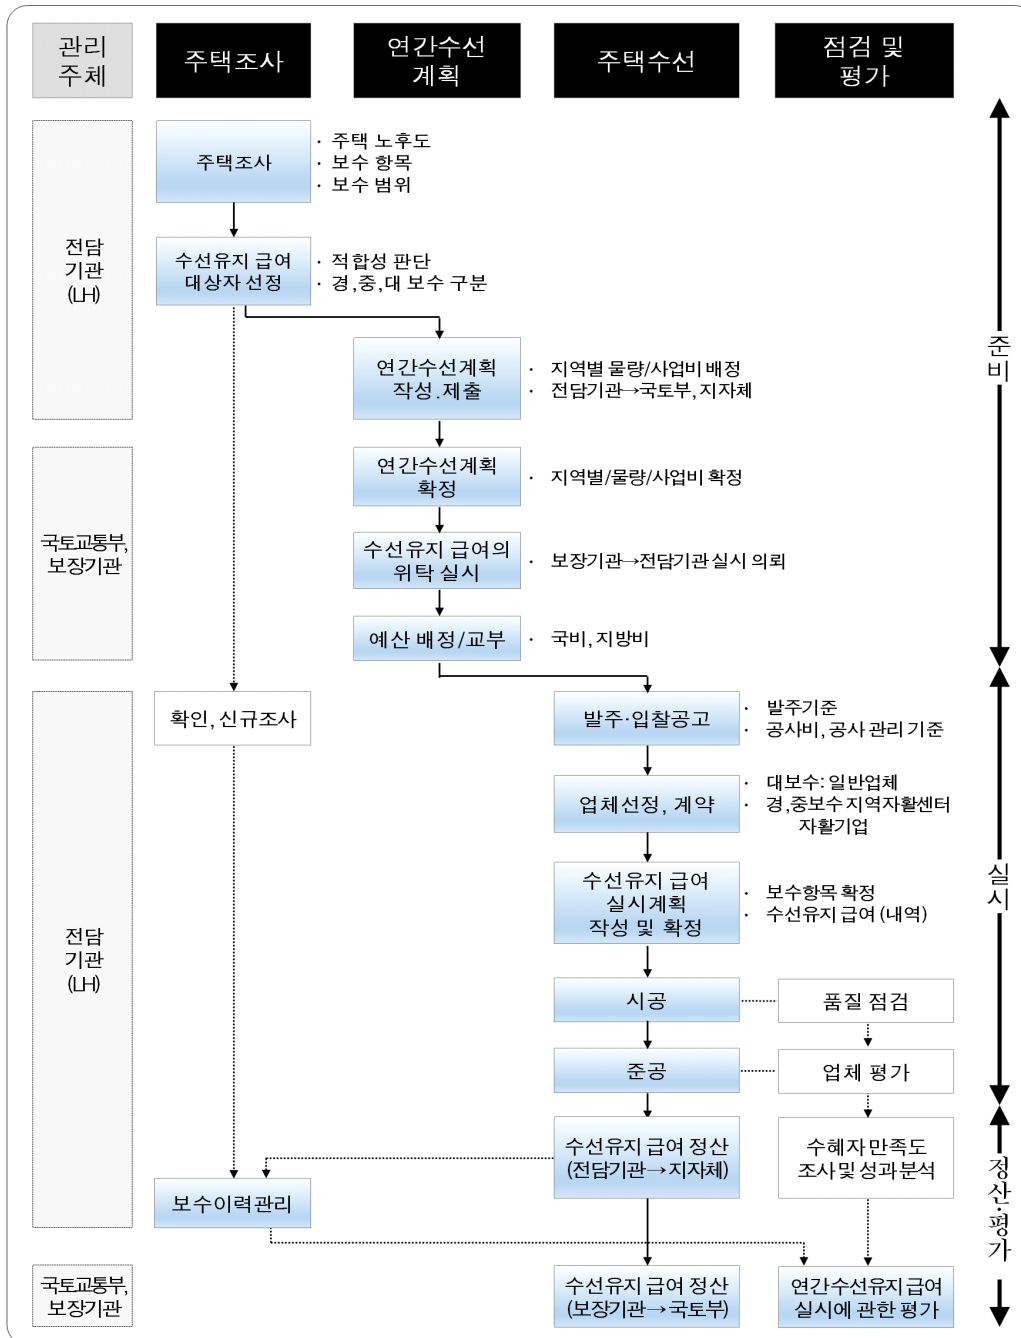 관리
주체
주택조사
연간수선
계획
주택수선
점검 및
평가
전담
기관
(LH)
주택조사
· 주택 노후도
· 보수 항목
· 보수 범위
수선유지 급여
대상자 선정
· 적합성 판단
· 경,중,대 보수 구분
연간수선계획
작성.제출
· 지역별 물량/사업비 배정
· 전담기관→국토부, 지자체
준비
국토교통부,
보장기관
연간수선계획
확정
· 지역별/물량/사업비 확정
수선유지 급여의
위탁 실시
· 보장기관→전담기관 실시 의뢰
예산 배정/교부
· 국비, 지방비
전담
기관
(LH)
확인, 신규조사
발주·입찰공고
· 발주기준
· 공사비, 공사 관리 기준
업체선정, 계약
· 대보수: 일반업체
· 경,중보수 지역자활센터
자활기업
수선유지 급여
실시계획
작성 및 확정
· 보수항목 확정
· 수선유지 급여 (내역)
실시
시공
품질 점검
준공
업체 평가
수선유지 급여 정산
(전담기관→지자체)
수혜자 만족도
조사 및 성과 분석
보수이력관리
정산·평가
국토교통부,
보장기관
수선유지 급여 정산
(보장기관→국토부)
연간 수선유지 급여
실시에 관한 평가